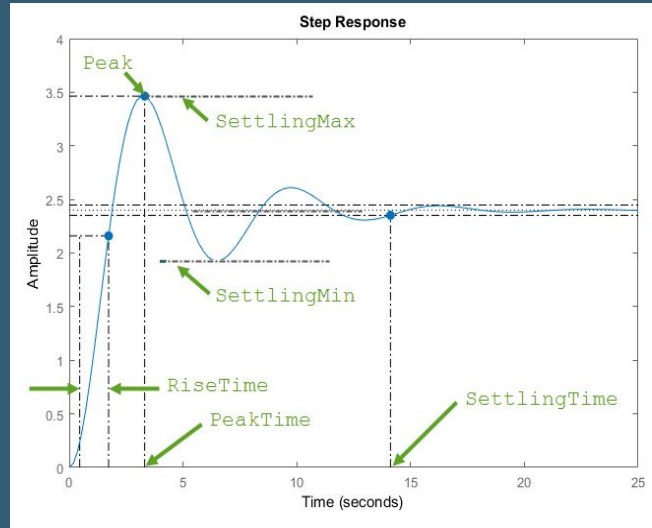 Step Response
4
Peak
3.5
SettlingMax
3
2.5
Amplitude
2
SettlingMin
1.5
1
RiseTime
SettlingTime
0.5
PeakTime
0
0
5
10
15
20
25
Time (seconds)